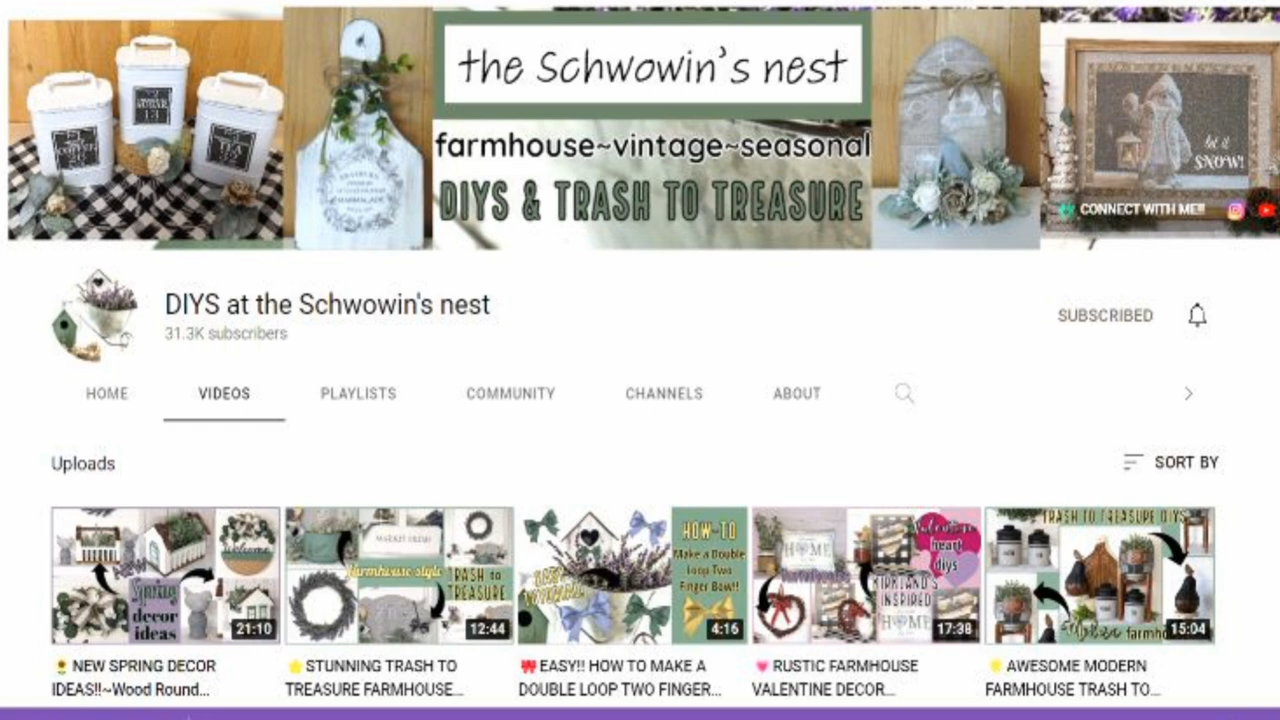 the Schwowin's nest
farmhouse~vintage~seasonal
DIYS & TRASH TO TREASURE
let it
SNOW!
CONNECT WITH ME!!
DIYS at the Schwowin's nest
31.3K subscribers
SUBSCRIBED
HOME VIDEOS PLAYLISTS COMMUNITY CHANNELS ABOUT
Uploads
SORT BY
welcome
Spring
decor
ideas
21:10
farmhouse style
TRASH to
TREASURE
12:44
HOW-TO
Make a Double
Loop Two
Finger Bow!!
4:16
Valentine
heart
diys
HOME
KIRKLAND'S
INSPIRED
HOME
17:38
TRASH TO TREASURE DIYS
15:04
NEW SPRING DECOR
IDEAS!!~Wood Round...
STUNNING TRASH TO
TREASURE FARMHOUSE...
EASY!! HOW TO MAKE A
DOUBLE LOOP TWO FINGER...
RUSTIC FARMHOUSE
VALENTINE DECOR...
AWESOME MODERN
FARMHOUSE TRASH TO...